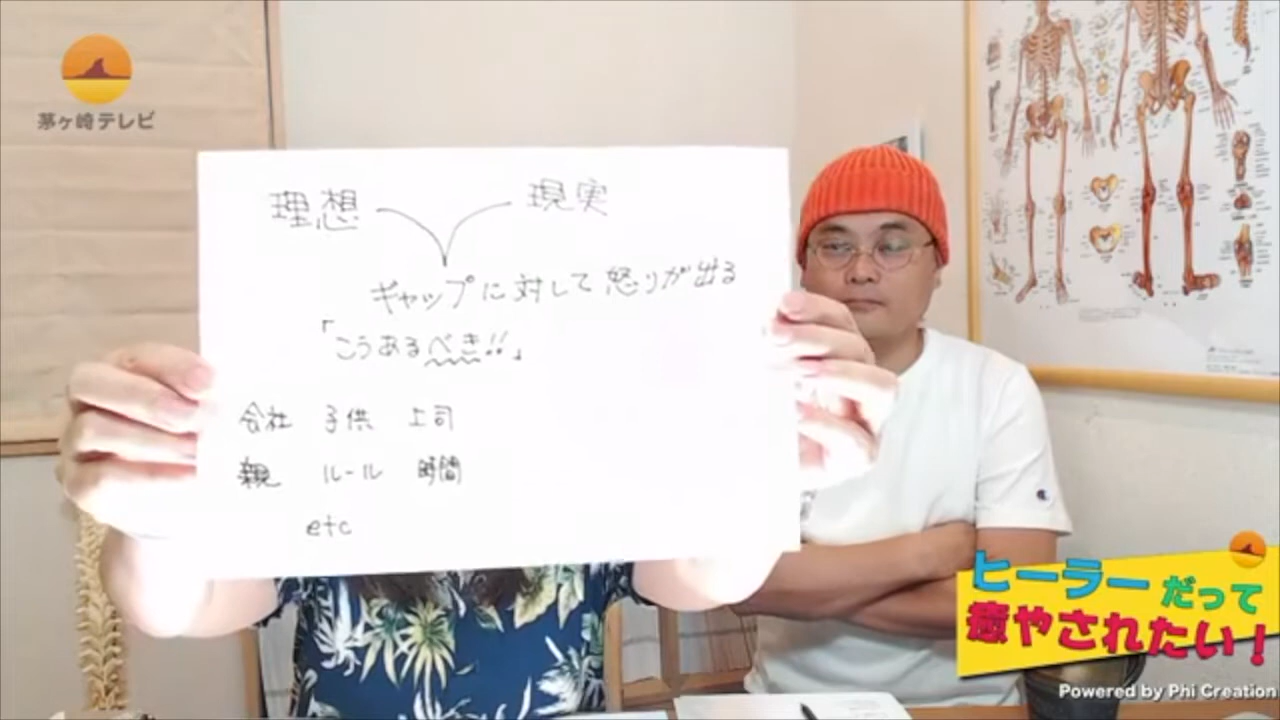 茅ヶ崎テレビ
理想 現実
ギャップに対して怒りが出る
「こうあるべき!!」
会社 子供 上司
親 ルール 時間
etc
ヒーラーだって
癒やされたい!
Powered by Phi Creation